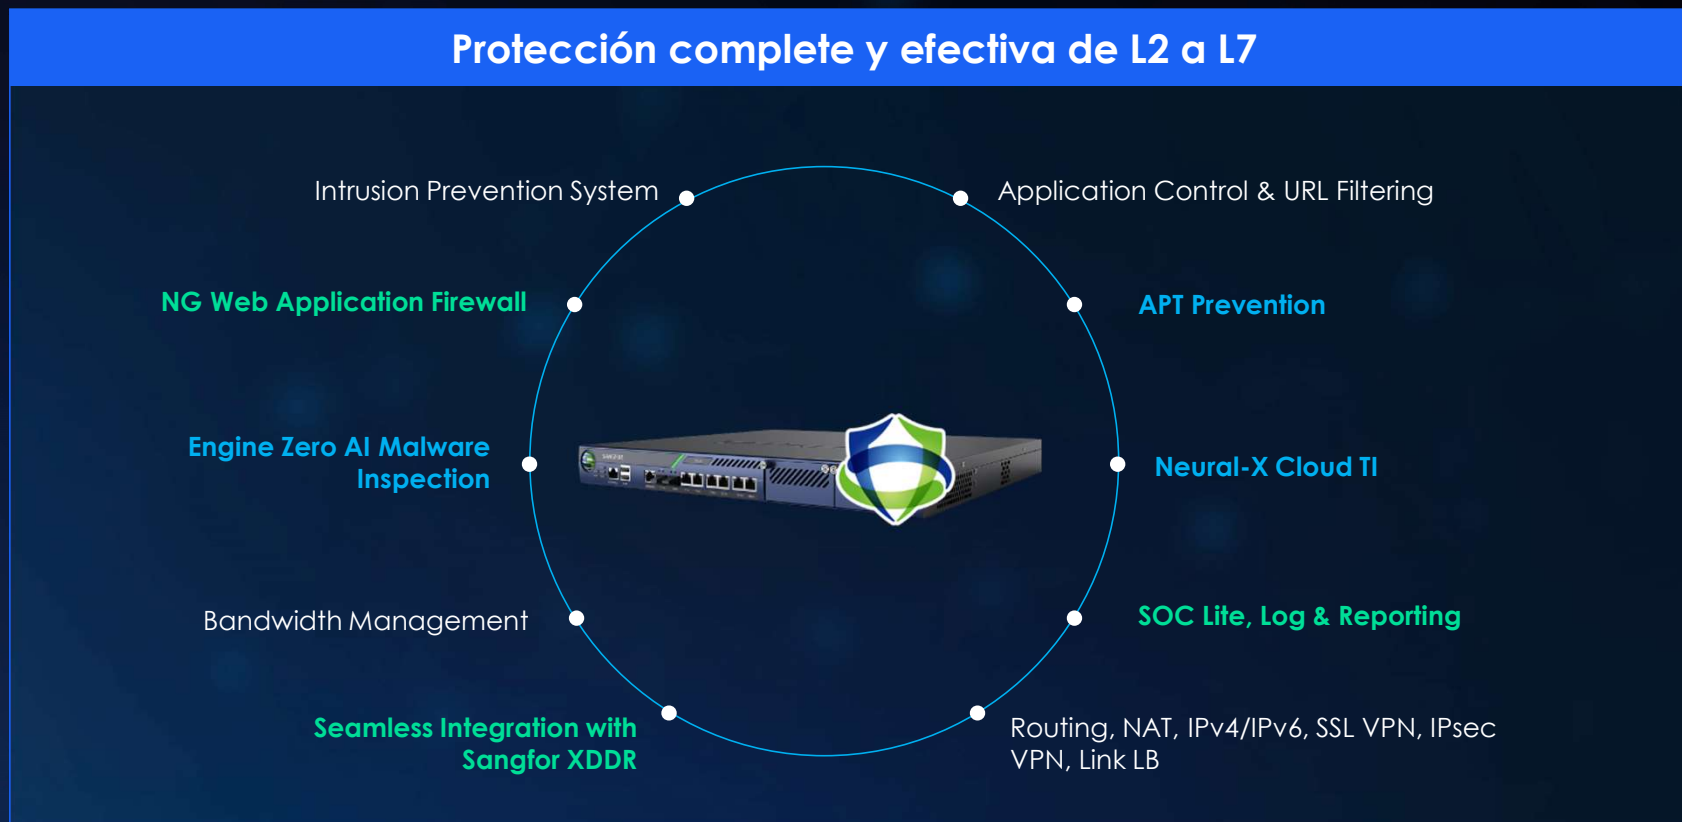 Protección complete y efectiva de L2 a L7
Intrusion Prevention System
Application Control & URL Filtering
NG Web Application Firewall
APT Prevention
Engine Zero AI Malware
Inspection
Neural-X Cloud TI
Bandwidth Management
SOC Lite, Log & Reporting
Seamless Integration with
Sangfor XDDR
Routing, NAT, IPv4/IPv6, SSL VPN, IPsec
VPN, Link LB